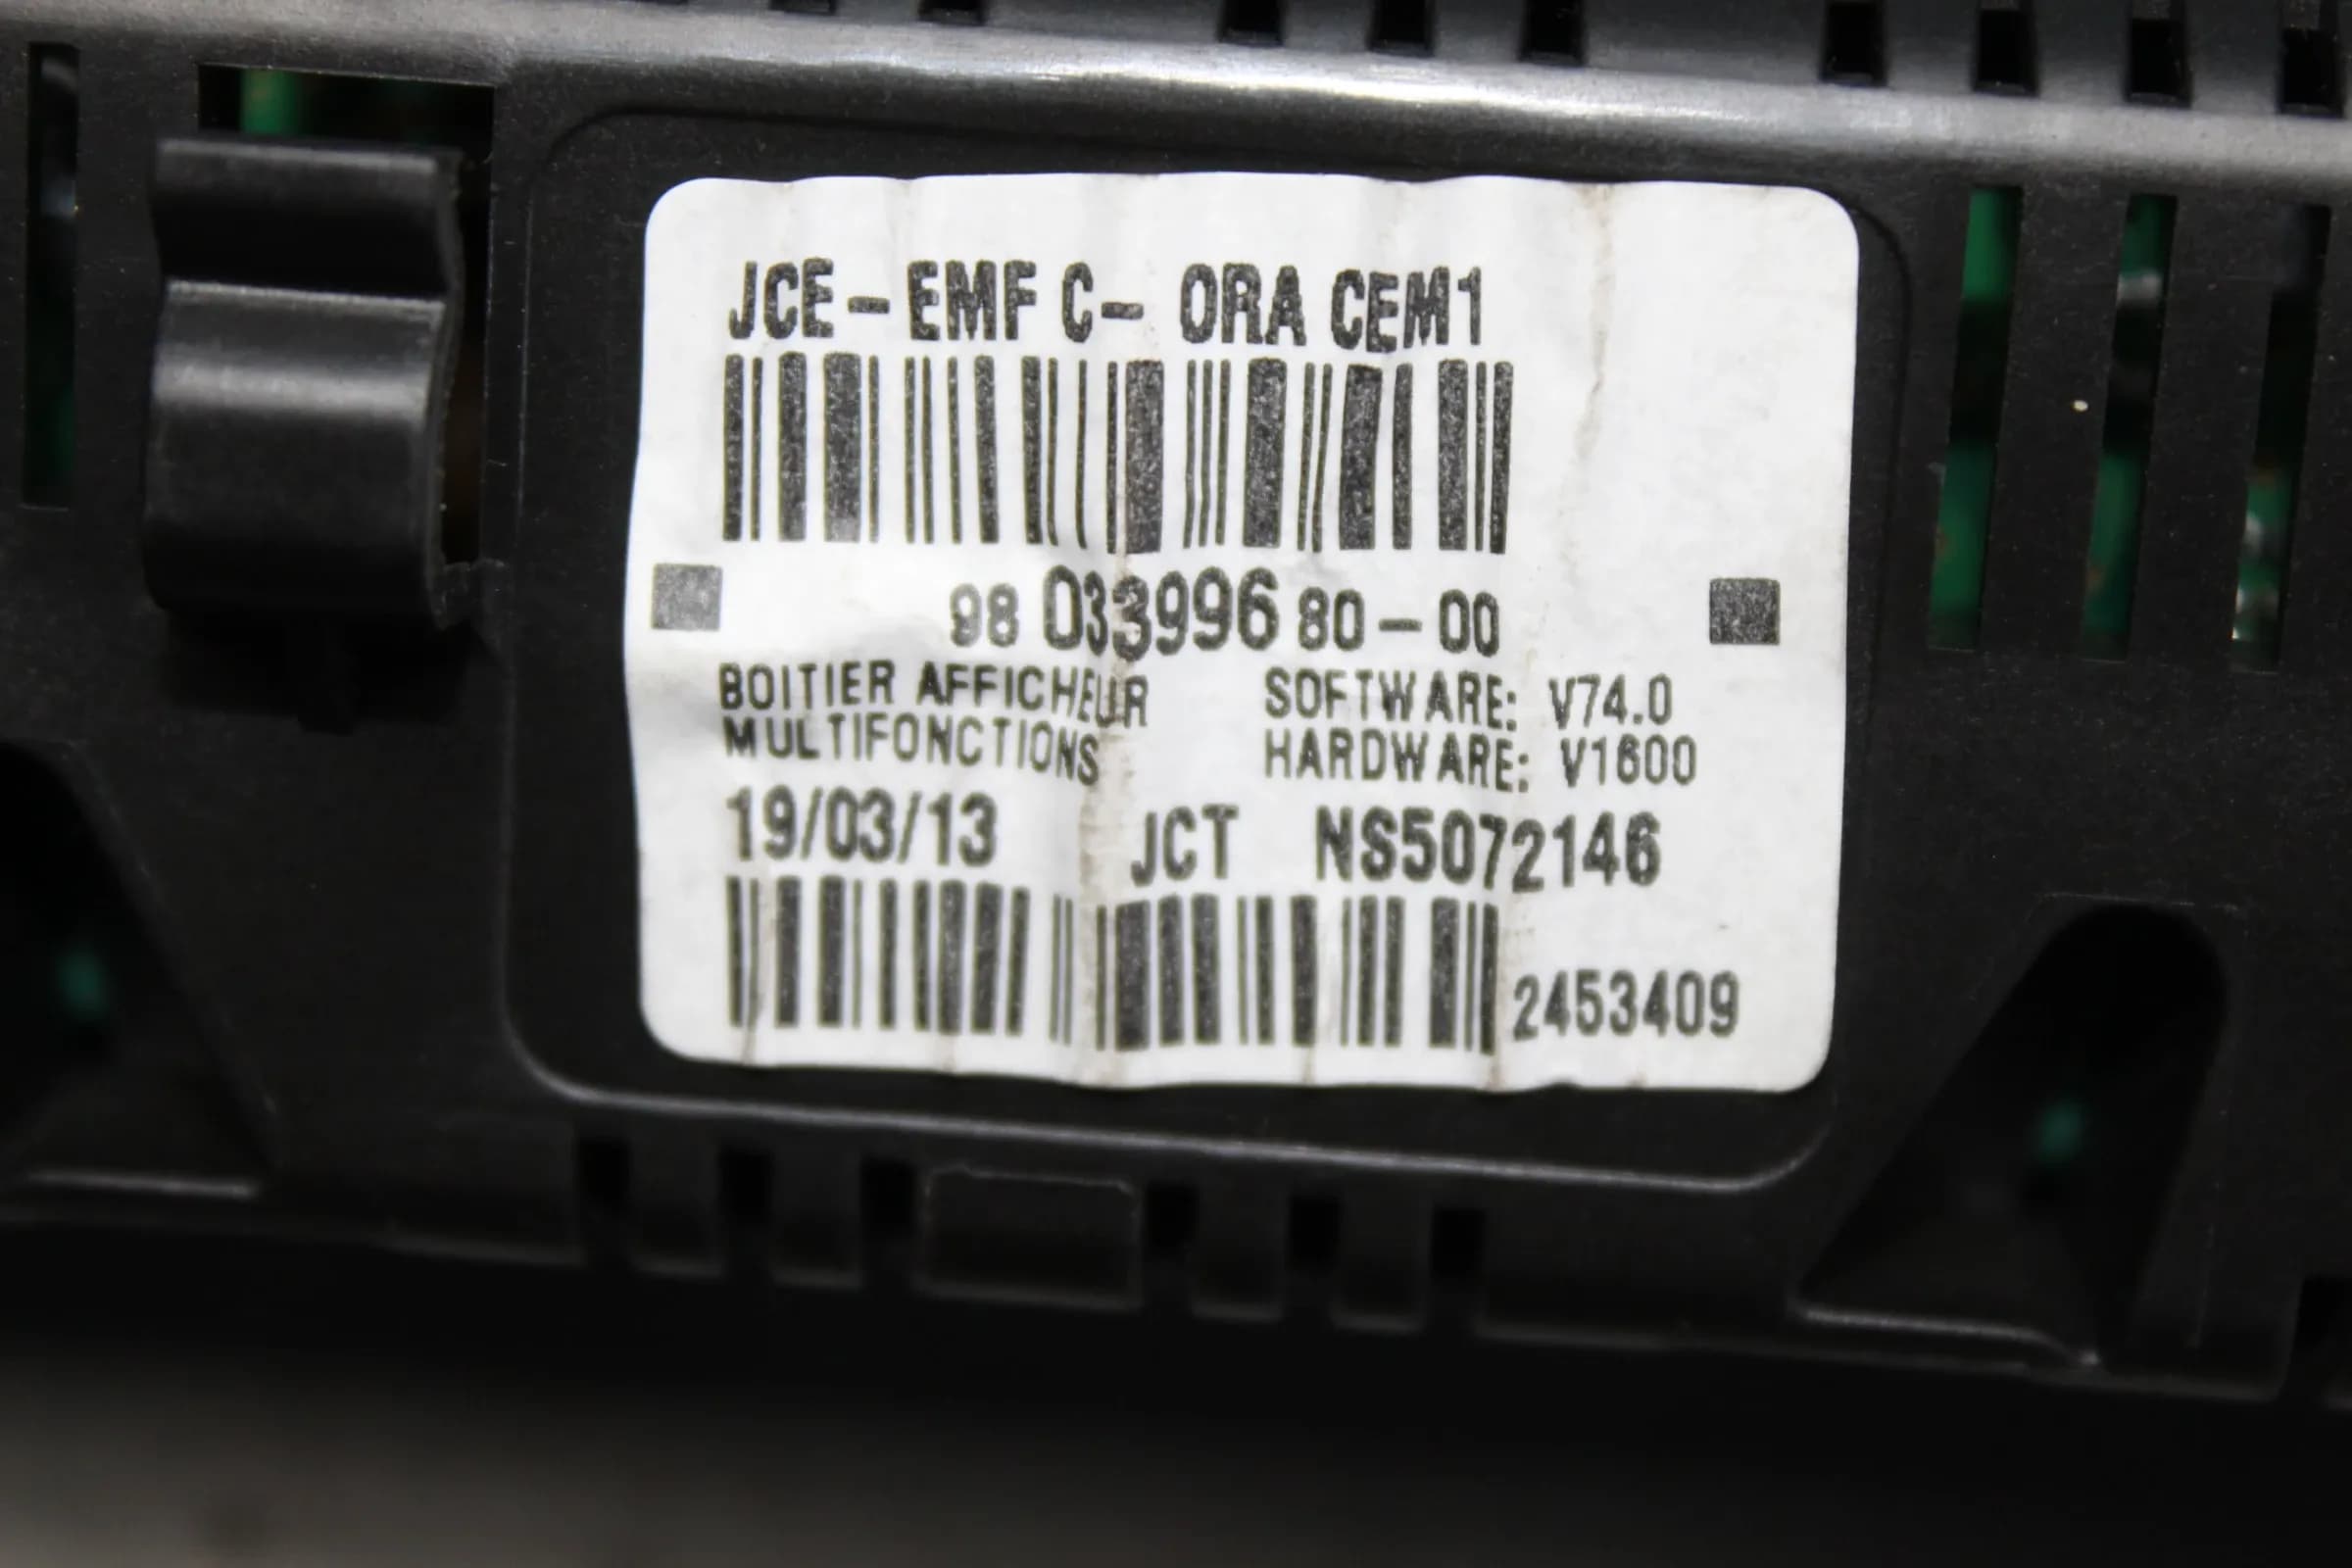 JCE - EMF C- ORA CEM1
98 033996 80 - 00
BOITIER AFFICHEUR SOFTWARE: V74.0
MULTIFONCTIONS HARDWARE: V1600
19/03/13 JCT NS5072146
2453409